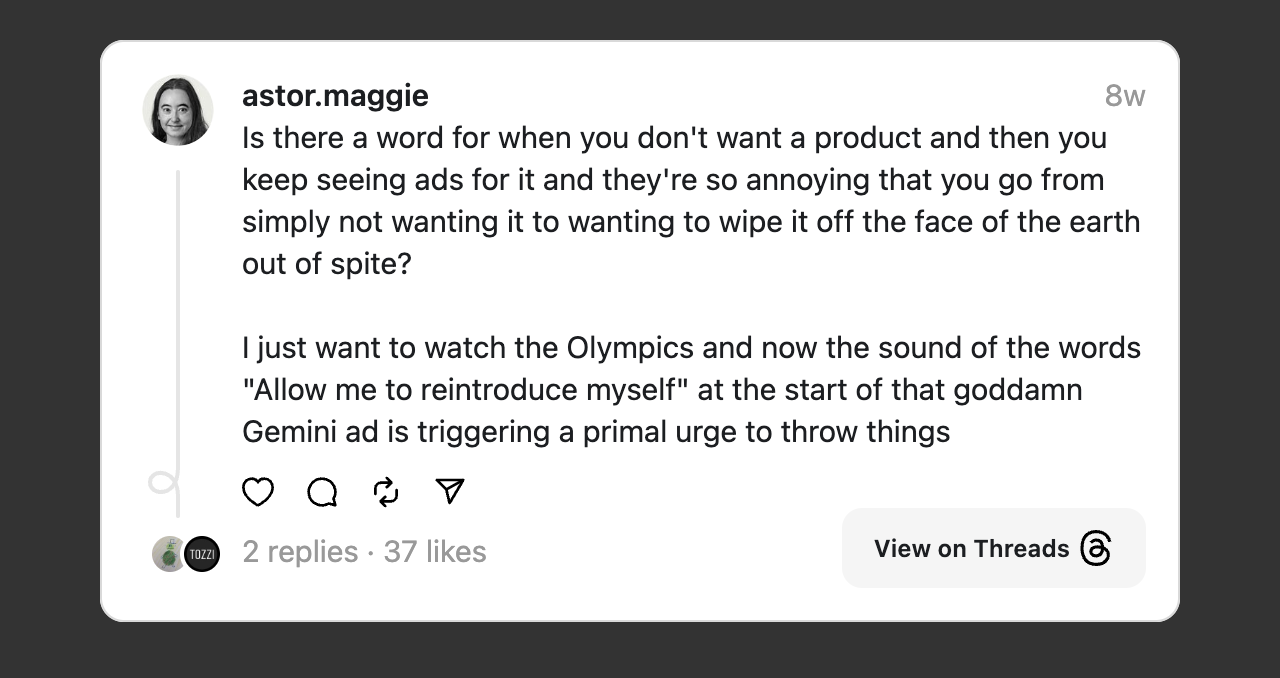 astor.maggie
8w
Is there a word for when you don't want a product and then you
keep seeing ads for it and they're so annoying that you go from
simply not wanting it to wanting to wipe it off the face of the earth
out of spite?
I just want to watch the Olympics and now the sound of the words
"Allow me to reintroduce myself" at the start of that goddamn
Gemini ad is triggering a primal urge to throw things
TOZZI
2 replies · 37 likes
View on Threads